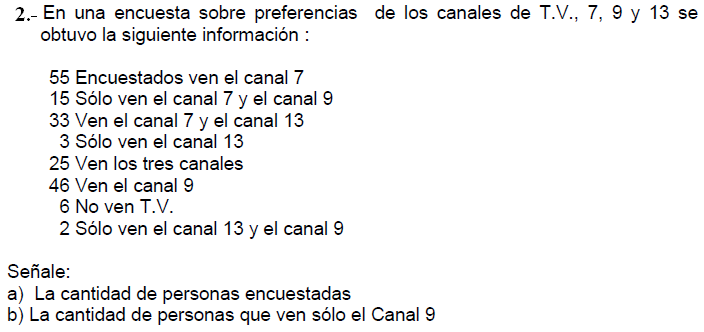 2.- En una encuesta sobre preferencias de los canales de T.V., 7, 9 y 13 se
obtuvo la siguiente información :
55 Encuestados ven el canal 7
15 Sólo ven el canal 7 y el canal 9
33 Ven el canal 7 y el canal 13
3 Sólo ven el canal 13
25 Ven los tres canales
46 Ven el canal 9
6 No ven T.V.
2 Sólo ven el canal 13 y el canal 9
Señale:
a) La cantidad de personas encuestadas
b) La cantidad de personas que ven sólo el Canal 9